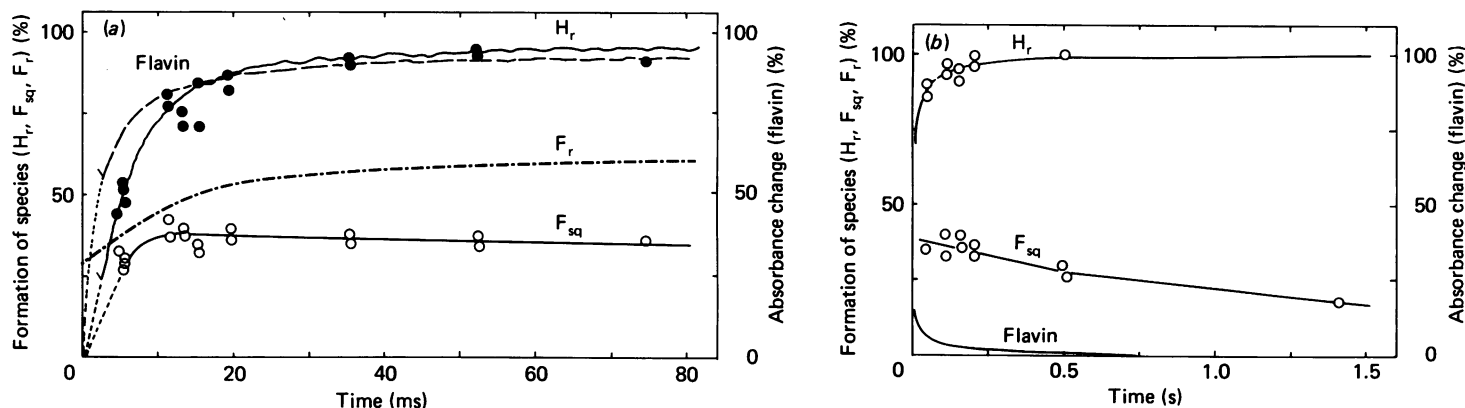 (a)
Formation of species (Hr, Fsq, Fr) (%)
100
50
0
Flavin
Hr
Fr
Fsq
100
50
0
Absorbance change (flavin) (%)
0 20 40 60 80
Time (ms)
(b)
Formation of species (Hr, Fsq, Fr) (%)
100
50
0
Hr
Fsq
Flavin
100
50
0
Absorbance change (flavin) (%)
0 0.5 1.0 1.5
Time (s)